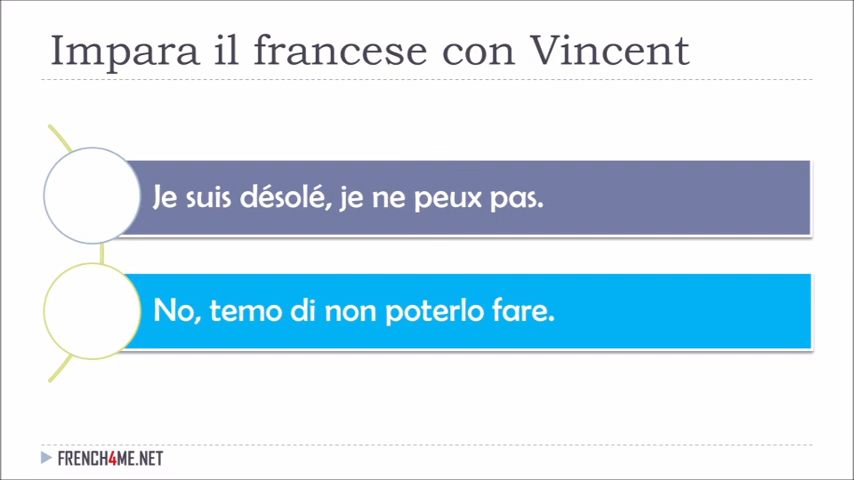 Impara il francese con Vincent
Je suis désolé, je ne peux pas.
No, temo di non poterlo fare.
FRENCH4ME.NET